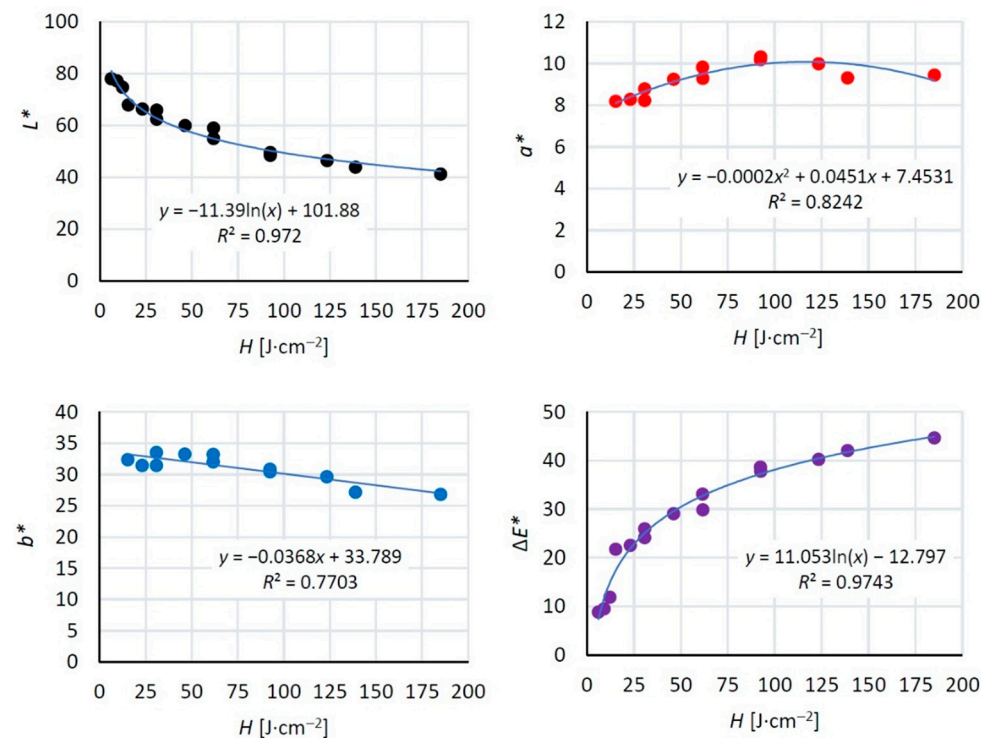 L*
100
80
60
40
20
0
y = −11.39ln(x) + 101.88
R² = 0.972
0 25 50 75 100 125 150 175 200
H [J·cm⁻²]
a*
12
10
8
6
4
2
0
y = −0.0002x² + 0.0451x + 7.4531
R² = 0.8242
0 25 50 75 100 125 150 175 200
H [J·cm⁻²]
b*
40
35
30
25
20
15
10
5
0
y = −0.0368x + 33.789
R² = 0.7703
0 25 50 75 100 125 150 175 200
H [J·cm⁻²]
ΔE*
50
40
30
20
10
0
y = 11.053ln(x) − 12.797
R² = 0.9743
0 25 50 75 100 125 150 175 200
H [J·cm⁻²]